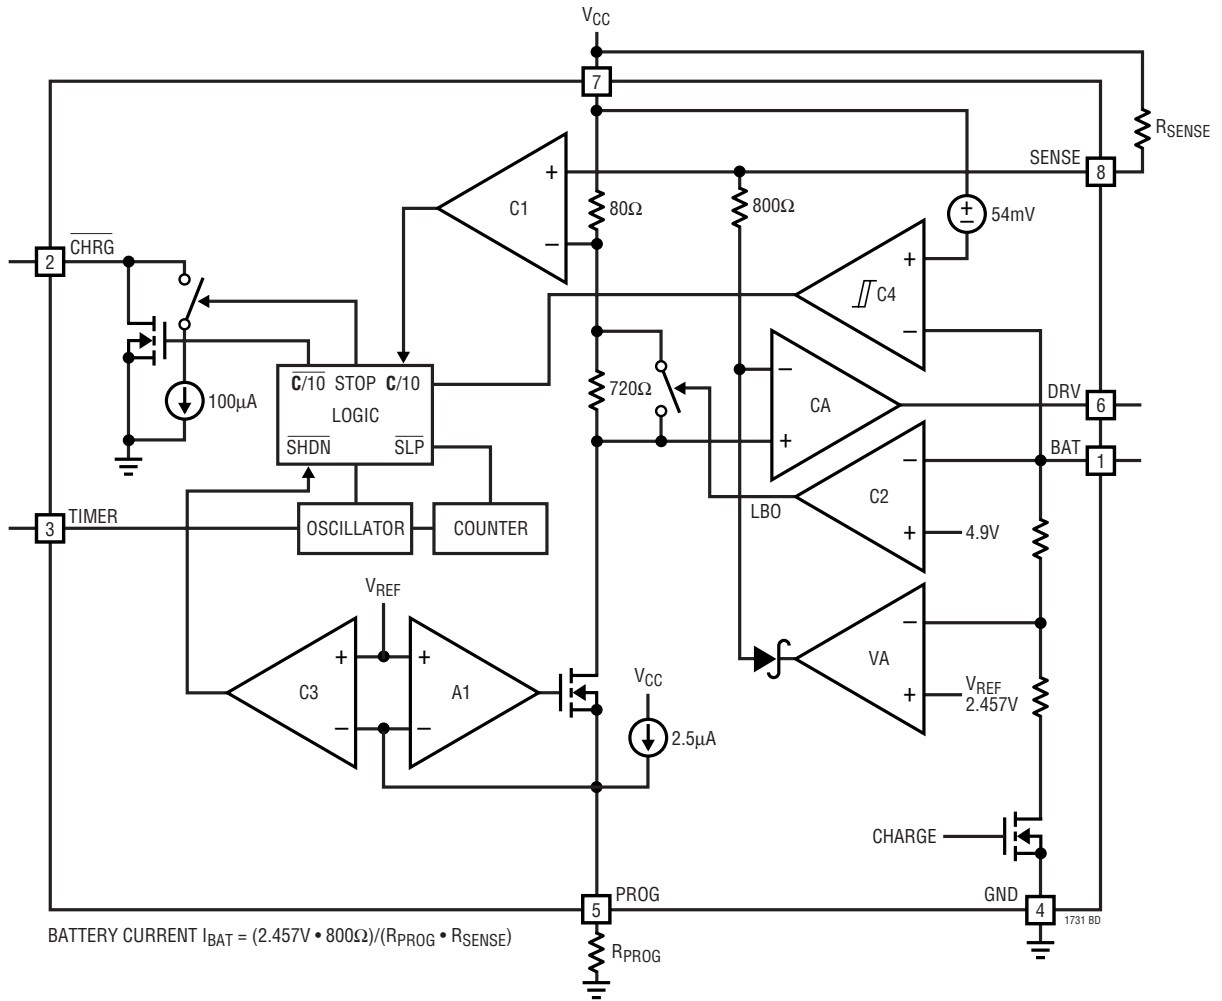 VCC
7
RSENSE
SENSE
8
+
C1
−
80Ω
800Ω
+
−
54mV
2
CHRG
+
C4
−
100µA
C/10 STOP C/10
LOGIC
SHDN SLP
720Ω
−
CA
+
DRV
6
BAT
1
−
C2
+
LBO
4.9V
3
TIMER
OSCILLATOR
COUNTER
VREF
+
C3
−
+
A1
−
VCC
2.5µA
−
VA
+
VREF
2.457V
CHARGE
GND
4
1731 BD
PROG
5
BATTERY CURRENT IBAT = (2.457V • 800Ω)/(RPROG • RSENSE)
RPROG